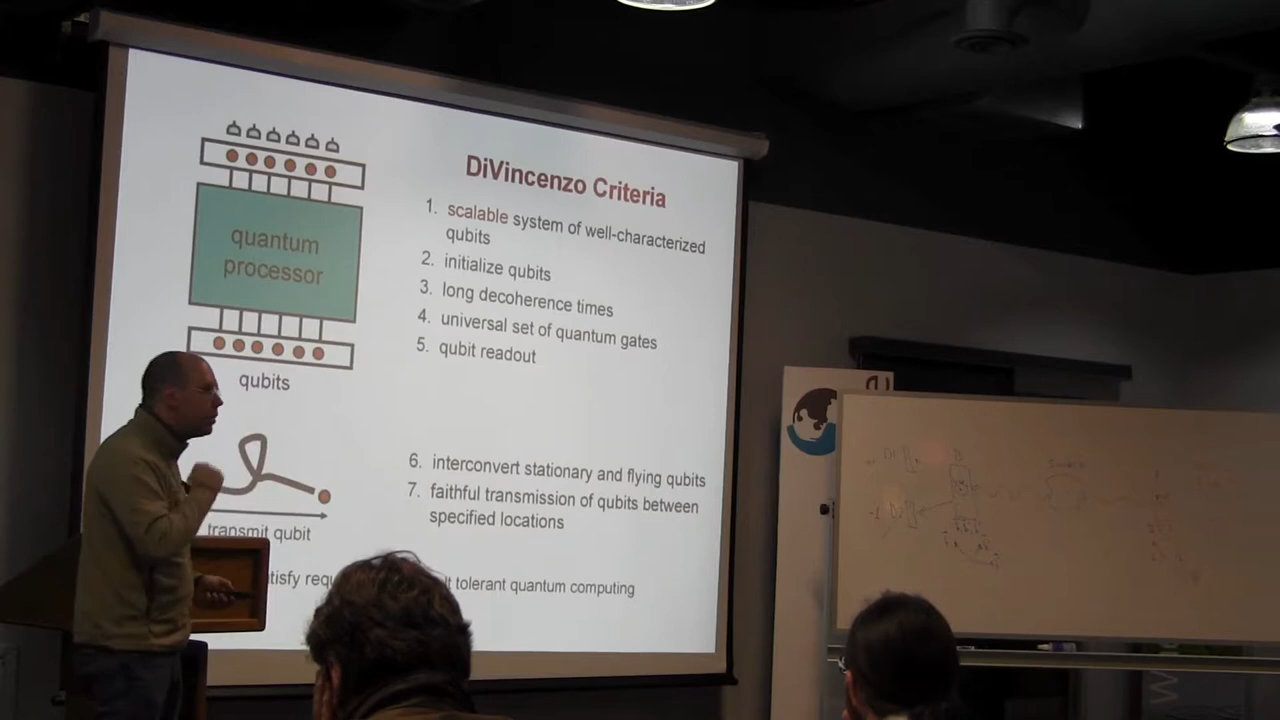 DiVincenzo Criteria
1. scalable system of well-characterized
qubits
2. initialize qubits
3. long decoherence times
4. universal set of quantum gates
5. qubit readout
6. interconvert stationary and flying qubits
7. faithful transmission of qubits between
specified locations
quantum
processor
qubits
transmit qubit
tolerant quantum computing